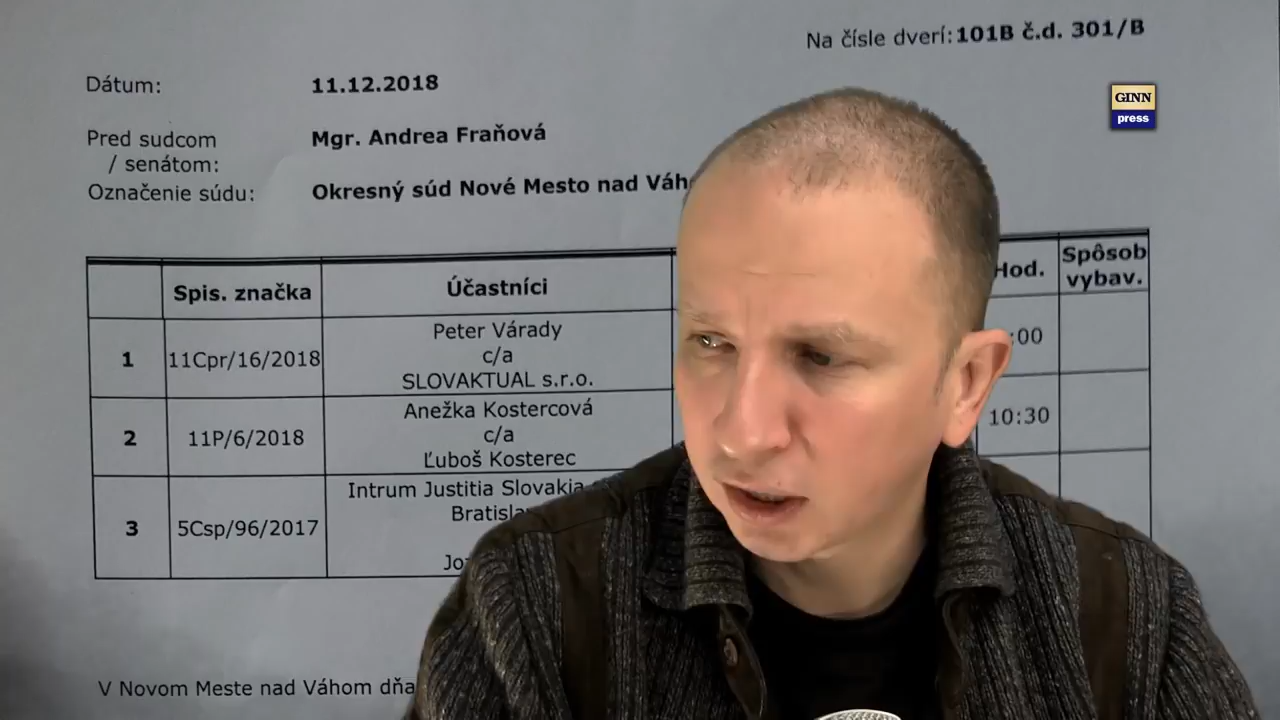 Na čísle dverí: 101B č.d. 301/B
Dátum: 11.12.2018
GINN
press
Pred sudcom Mgr. Andrea Fraňová
/ senátom:
Označenie súdu: Okresný súd Nové Mesto nad Váh
Spis. značka Účastníci Hod. Spôsob
vybav.
Peter Várady
1 11Cpr/16/2018 c/a :00
SLOVAKTUAL s.r.o.
Anežka Kostercová
2 11P/6/2018 c/a 10:30
Ľuboš Kosterec
Intrum Justitia Slovakia
Bratisla
3 5Csp/96/2017
Jo
V Novom Meste nad Váhom dňa